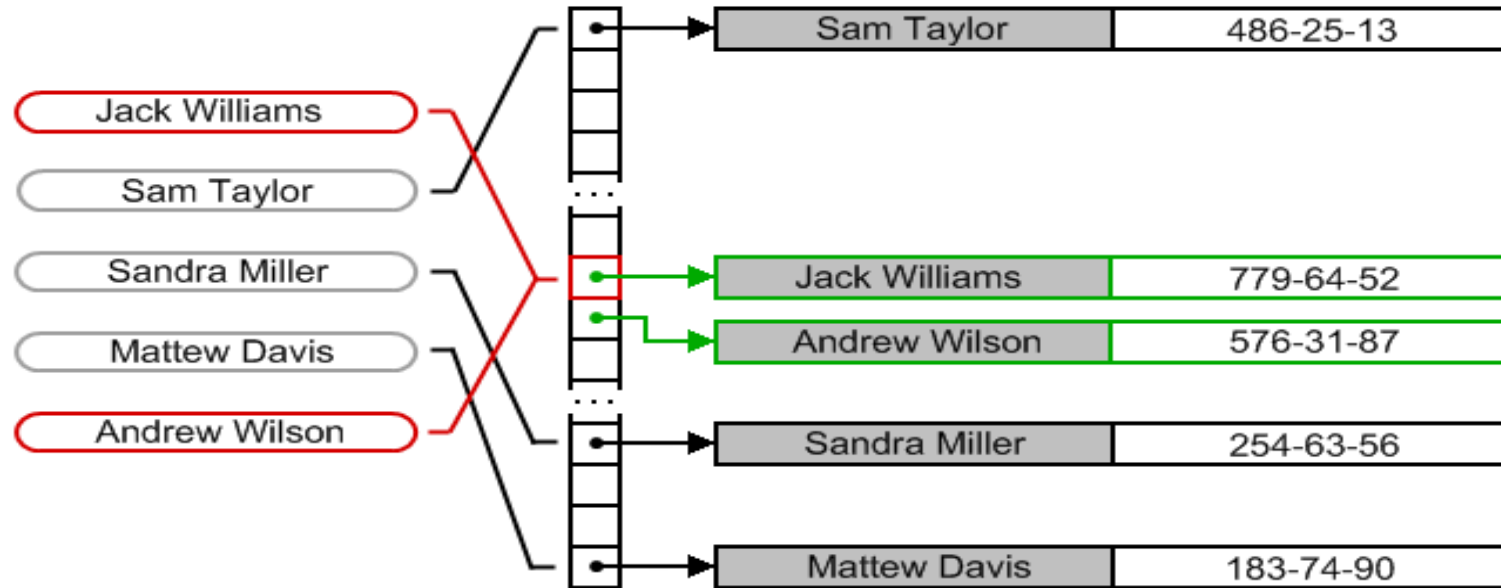 Jack Williams
Sam Taylor
Sandra Miller
Mattew Davis
Andrew Wilson
...
...
Sam Taylor 486-25-13
Jack Williams 779-64-52
Andrew Wilson 576-31-87
Sandra Miller 254-63-56
Mattew Davis 183-74-90